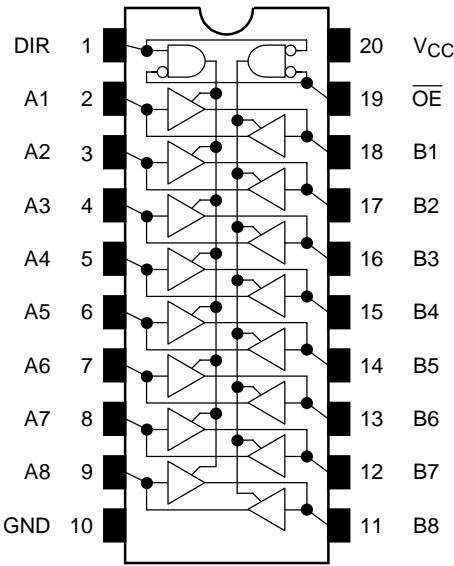 DIR 1 20 VCC
A1 2 19 OE
A2 3 18 B1
A3 4 17 B2
A4 5 16 B3
A5 6 15 B4
A6 7 14 B5
A7 8 13 B6
A8 9 12 B7
GND 10 11 B8